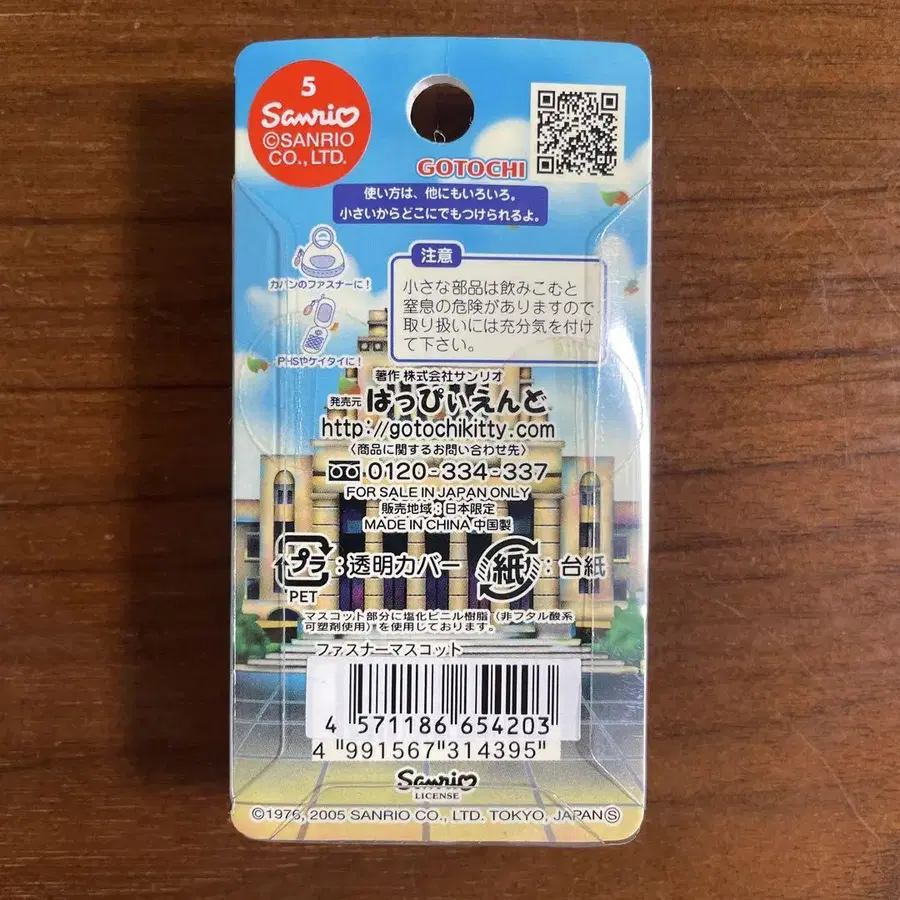 5
Sanrio
©SANRIO
CO., LTD.
GOTOCHI
使い方は、他にもいろいろ。
小さいからどこにでもつけられるよ。
カバンのファスナーに!
PHSやケイタイに!
注意
小さな部品は飲みこむと
窒息の危険がありますので
取り扱いには充分気を付け
て下さい。
著作 株式会社サンリオ
発売元 はっぴぃえんど
http://gotochikitty.com
〈商品に関するお問い合わせ先〉
0120-334-337
FOR SALE IN JAPAN ONLY
販売地域:日本限定
MADE IN CHINA 中国製
プラ:透明カバー 紙:台紙
PET
マスコット部分に塩化ビニル樹脂(非フタル酸系
可塑剤使用)を使用しております。
ファスナーマスコット
4 571186 654203
4 "991567"314395"
Sanrio
LICENSE
©1976, 2005 SANRIO CO., LTD. TOKYO, JAPAN Ⓢ